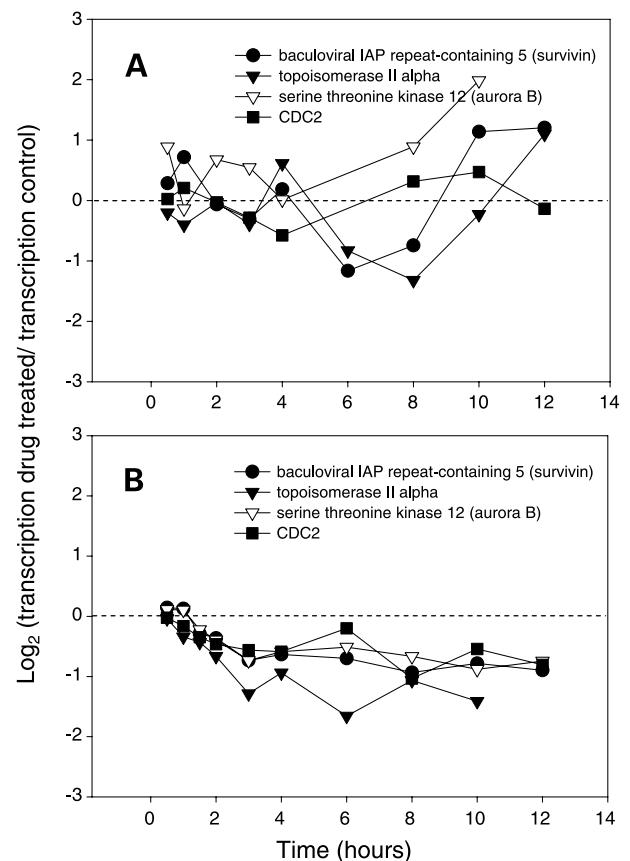 Log2 (transcription drug treated/ transcription control)
A
baculoviral IAP repeat-containing 5 (survivin)
topoisomerase II alpha
serine threonine kinase 12 (aurora B)
CDC2
3
2
1
0
-1
-2
-3
0 2 4 6 8 10 12 14
B
baculoviral IAP repeat-containing 5 (survivin)
topoisomerase II alpha
serine threonine kinase 12 (aurora B)
CDC2
3
2
1
0
-1
-2
-3
0 2 4 6 8 10 12 14
Time (hours)